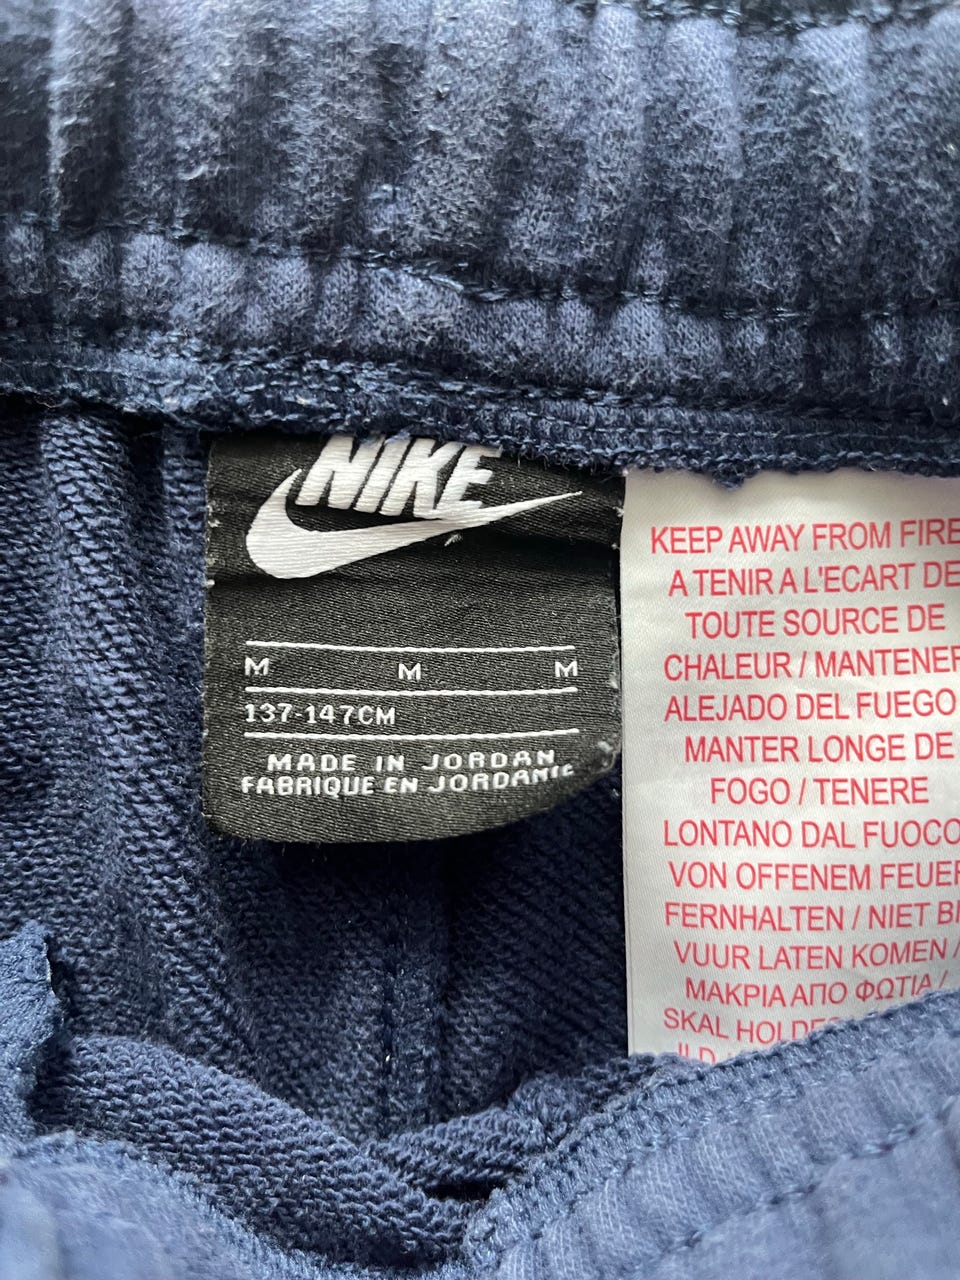 NIKE
M M M
137-147CM
MADE IN JORDAN
FABRIQUE EN JORDANIE
KEEP AWAY FROM FIRE
A TENIR A L'ECART DE
TOUTE SOURCE DE
CHALEUR / MANTENER
ALEJADO DEL FUEGO
MANTER LONGE DE
FOGO / TENERE
LONTANO DAL FUOCO
VON OFFENEM FEUER
FERNHALTEN / NIET BI
VUUR LATEN KOMEN /
ΜΑΚΡΙΑ ΑΠΟ ΦΩΤΙΑ /
SKAL HOLDES